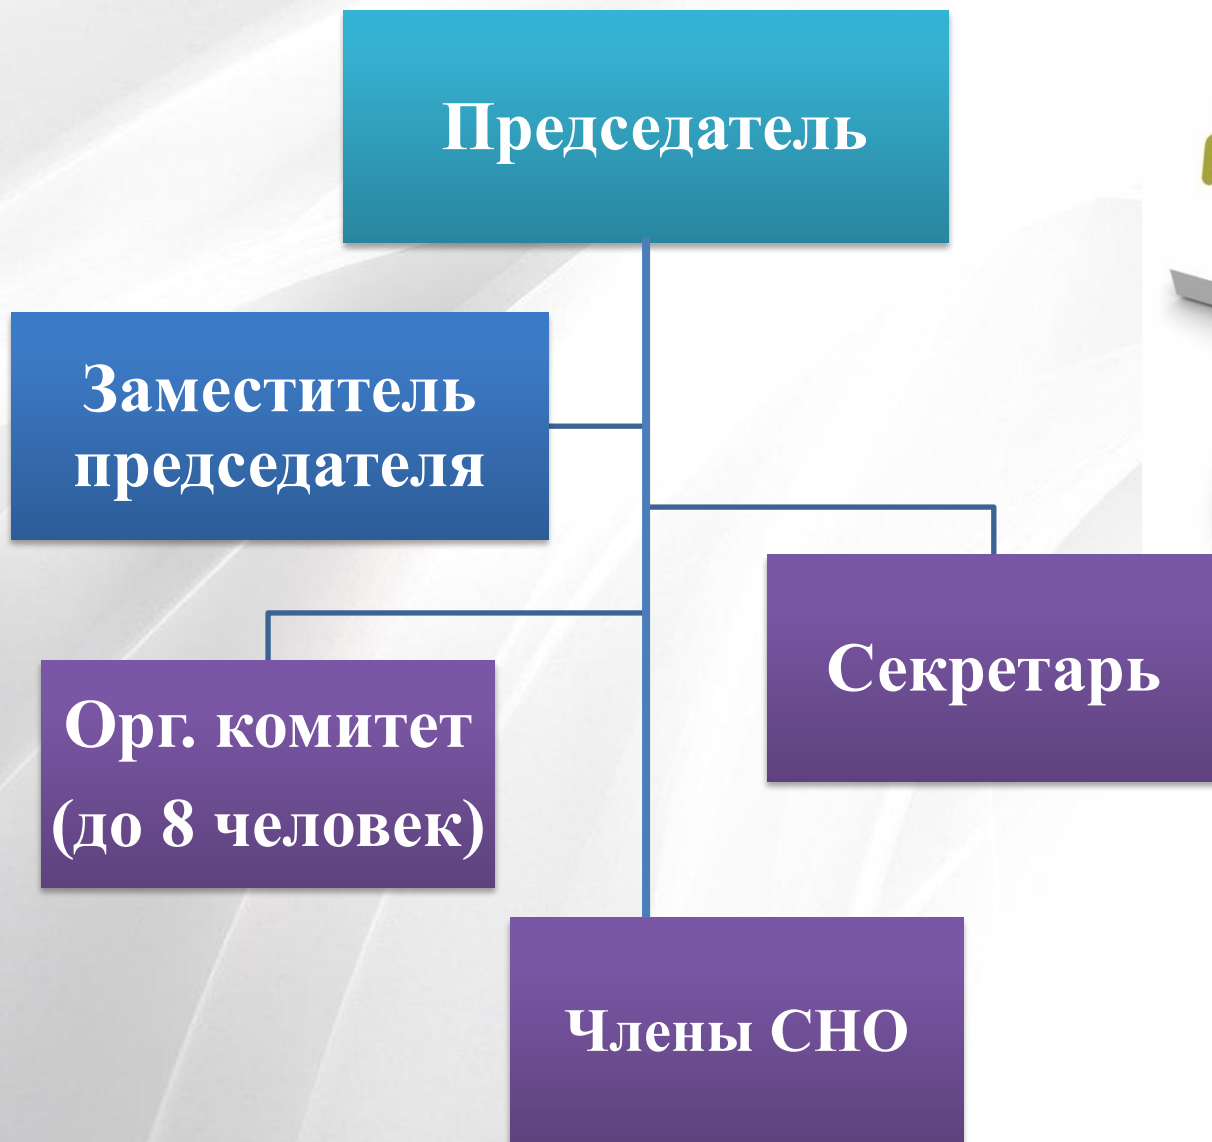 Председатель
Заместитель
председателя
Секретарь
Орг. комитет
(до 8 человек)
Члены СНО